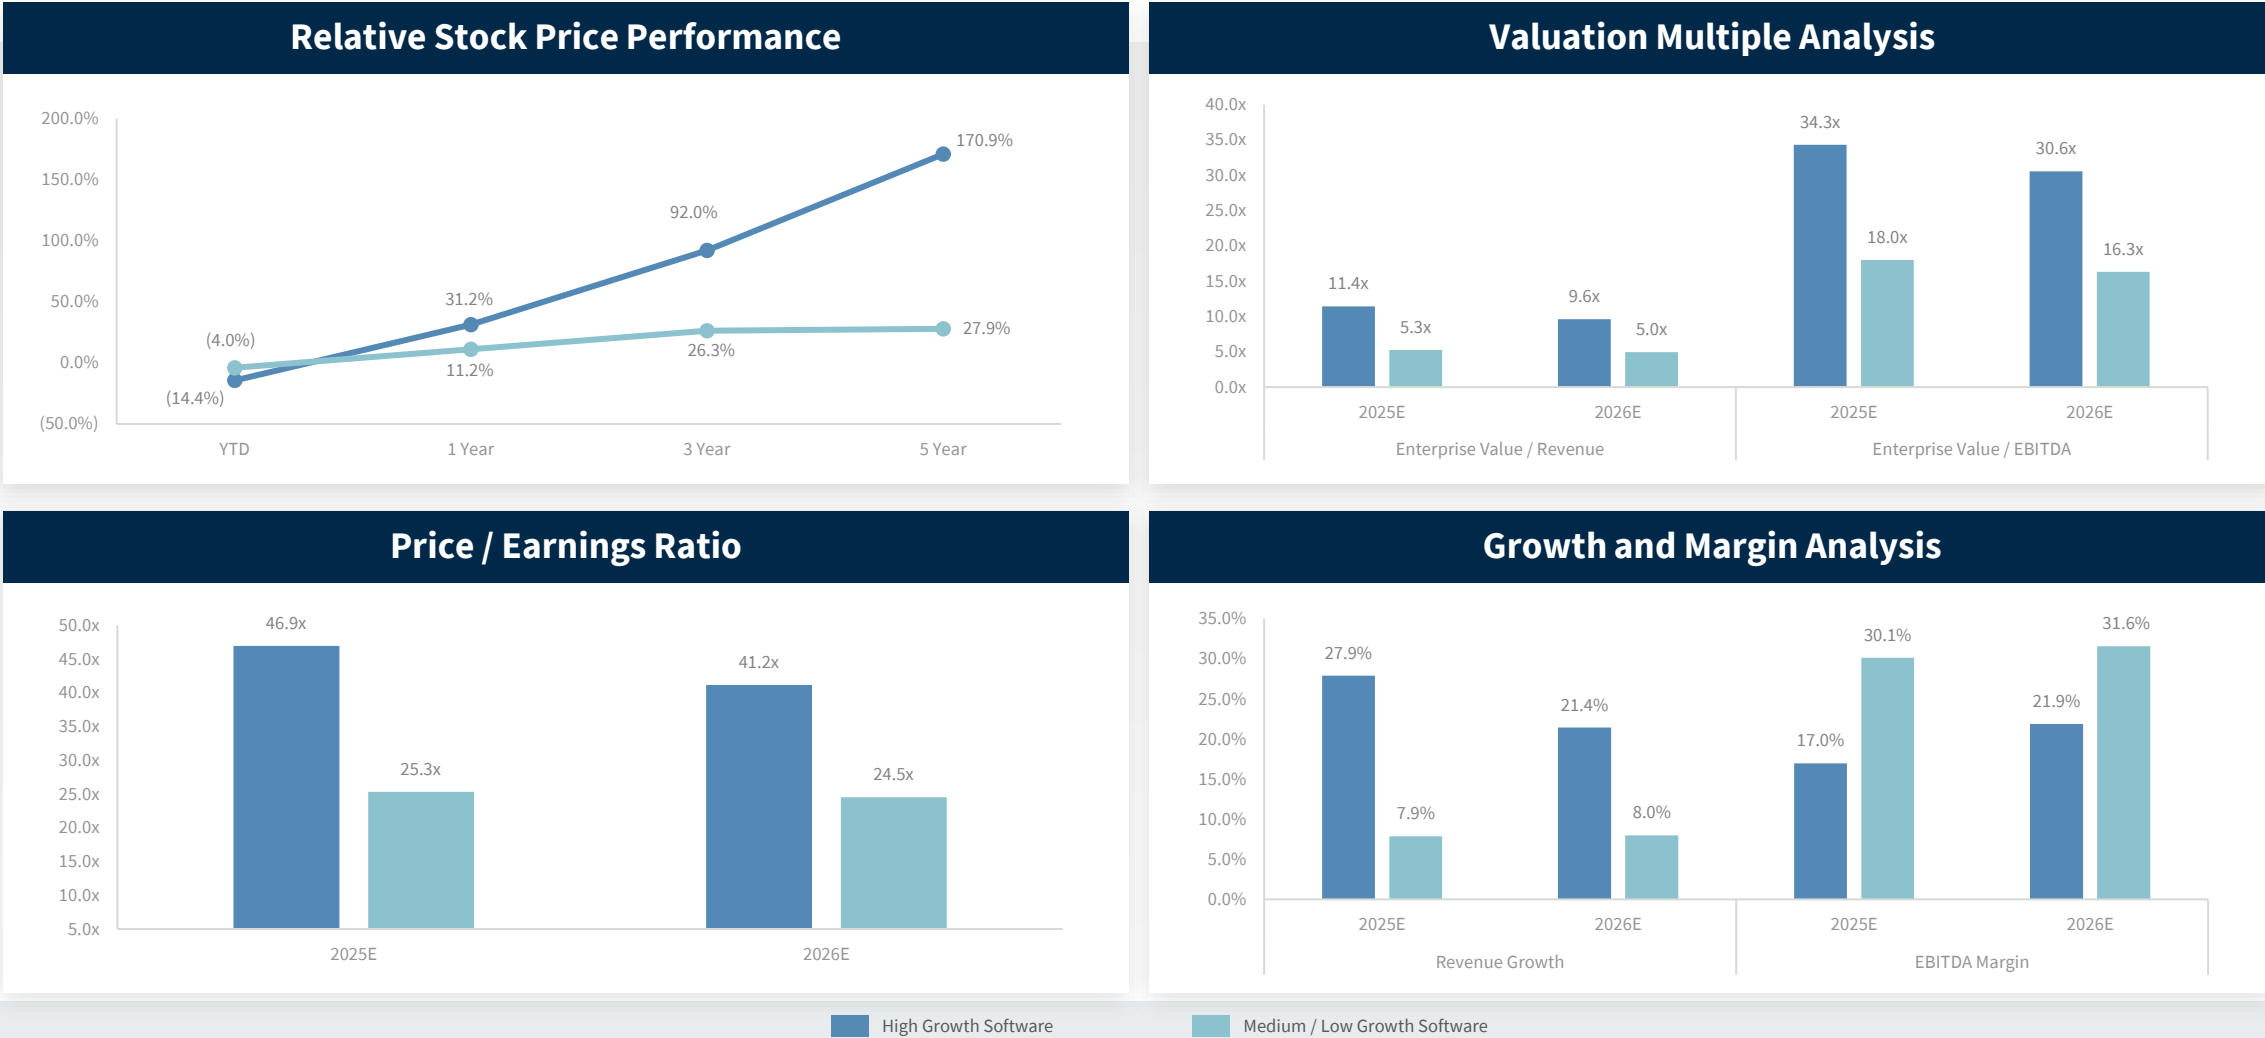 Relative Stock Price Performance
200.0%
150.0%
100.0%
50.0%
0.0%
(50.0%)
170.9%
92.0%
31.2%
(4.0%)
27.9%
26.3%
11.2%
(14.4%)
YTD 1 Year 3 Year 5 Year
Valuation Multiple Analysis
40.0x
35.0x
30.0x
25.0x
20.0x
15.0x
10.0x
5.0x
0.0x
11.4x 5.3x 9.6x 5.0x 34.3x 18.0x 30.6x 16.3x
2025E 2026E 2025E 2026E
Enterprise Value / Revenue Enterprise Value / EBITDA
Price / Earnings Ratio
50.0x
45.0x
40.0x
35.0x
30.0x
25.0x
20.0x
15.0x
10.0x
5.0x
46.9x 25.3x 41.2x 24.5x
2025E 2026E
Growth and Margin Analysis
35.0%
30.0%
25.0%
20.0%
15.0%
10.0%
5.0%
0.0%
27.9% 7.9% 21.4% 8.0% 17.0% 30.1% 21.9% 31.6%
2025E 2026E 2025E 2026E
Revenue Growth EBITDA Margin
High Growth Software Medium / Low Growth Software